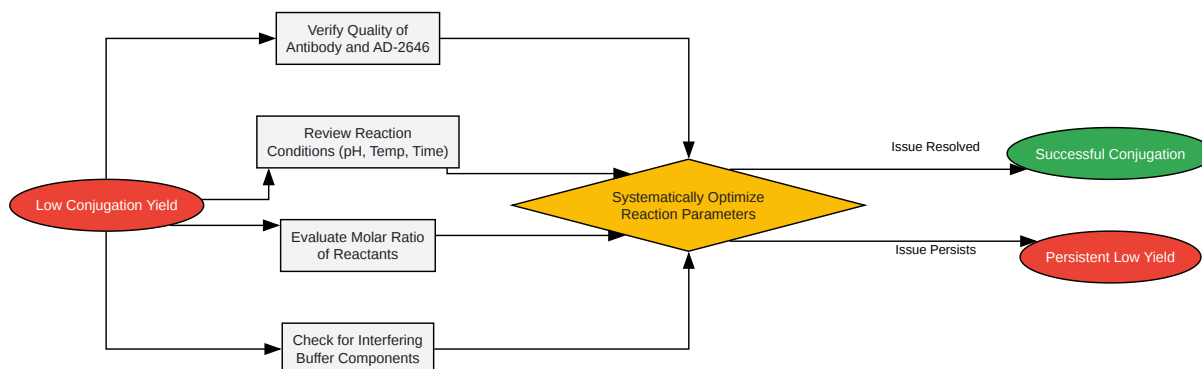 Verify Quality of
Antibody and AD-2646
Review Reaction
Conditions (pH, Temp, Time)
Low Conjugation Yield
Evaluate Molar Ratio
of Reactants
Check for Interfering
Buffer Components
Systematically Optimize
Reaction Parameters
Issue Resolved
Successful Conjugation
Issue Persists
Persistent Low Yield